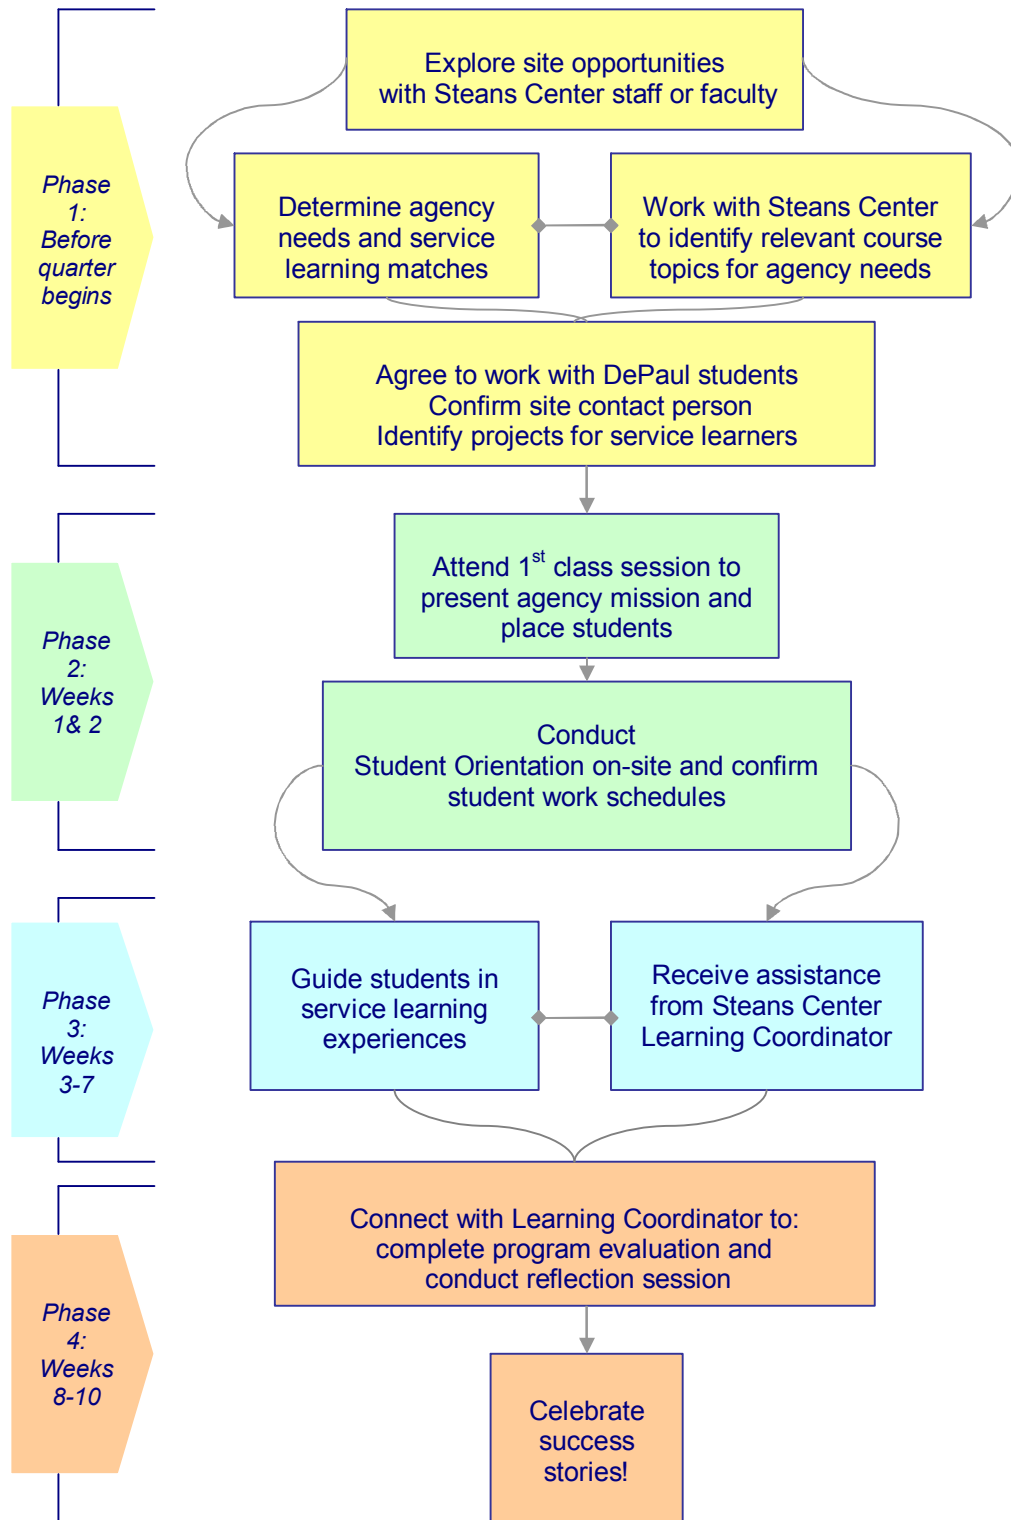 Explore site opportunities
with Steans Center staff or faculty
Phase
1:
Before
quarter
begins
Determine agency
needs and service
learning matches
Work with Steans Center
to identify relevant course
topics for agency needs
Agree to work with DePaul students
Confirm site contact person
Identify projects for service learners
Phase
2:
Weeks
1& 2
Attend 1st class session to
present agency mission and
place students
Conduct
Student Orientation on-site and confirm
student work schedules
Phase
3:
Weeks
3-7
Guide students in
service learning
experiences
Receive assistance
from Steans Center
Learning Coordinator
Phase
4:
Weeks
8-10
Connect with Learning Coordinator to:
complete program evaluation and
conduct reflection session
Celebrate
success
stories!